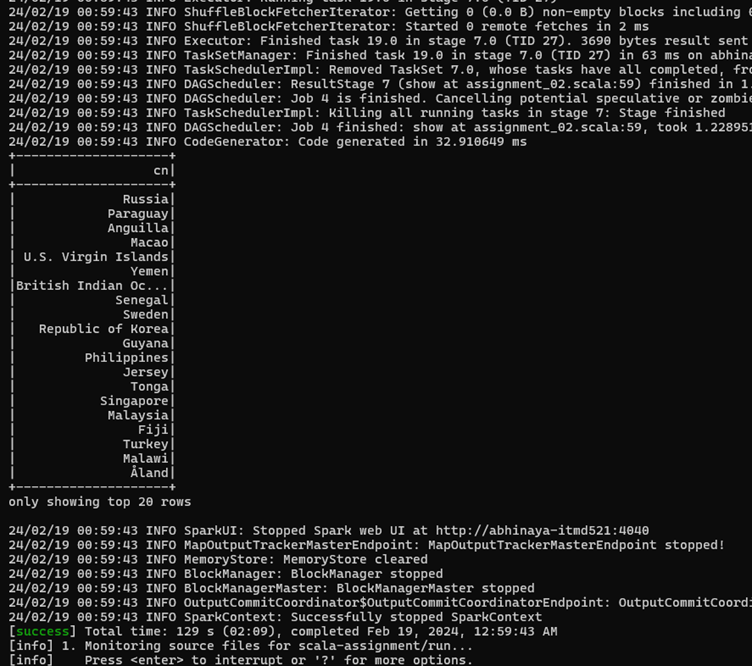 24/02/19 00:59:43 INFO ShuffleBlockFetcherIterator: Getting 0 (0.0 B) non-empty blocks including
24/02/19 00:59:43 INFO ShuffleBlockFetcherIterator: Started 0 remote fetches in 2 ms
24/02/19 00:59:43 INFO Executor: Finished task 19.0 in stage 7.0 (TID 27). 3690 bytes result sent
24/02/19 00:59:43 INFO TaskSetManager: Finished task 19.0 in stage 7.0 (TID 27) in 63 ms on abhina
24/02/19 00:59:43 INFO TaskSchedulerImpl: Removed TaskSet 7.0, whose tasks have all completed, fro
24/02/19 00:59:43 INFO DAGScheduler: ResultStage 7 (show at assignment_02.scala:59) finished in 1.
24/02/19 00:59:43 INFO DAGScheduler: Job 4 is finished. Cancelling potential speculative or zombie
24/02/19 00:59:43 INFO TaskSchedulerImpl: Killing all running tasks in stage 7: Stage finished
24/02/19 00:59:43 INFO DAGScheduler: Job 4 finished: show at assignment_02.scala:59, took 1.228951
24/02/19 00:59:43 INFO CodeGenerator: Code generated in 32.910649 ms
+--------------------+
|                  cn|
+--------------------+
|              Russia|
|            Paraguay|
|            Anguilla|
|               Macao|
| U.S. Virgin Islands|
|               Yemen|
|British Indian Oc...|
|             Senegal|
|              Sweden|
|   Republic of Korea|
|              Guyana|
|         Philippines|
|              Jersey|
|               Tonga|
|           Singapore|
|            Malaysia|
|                Fiji|
|              Turkey|
|              Malawi|
|               Åland|
+--------------------+
only showing top 20 rows
24/02/19 00:59:43 INFO SparkUI: Stopped Spark web UI at http://abhinaya-itmd521:4040
24/02/19 00:59:43 INFO MapOutputTrackerMasterEndpoint: MapOutputTrackerMasterEndpoint stopped!
24/02/19 00:59:43 INFO MemoryStore: MemoryStore cleared
24/02/19 00:59:43 INFO BlockManager: BlockManager stopped
24/02/19 00:59:43 INFO BlockManagerMaster: BlockManagerMaster stopped
24/02/19 00:59:43 INFO OutputCommitCoordinator$OutputCommitCoordinatorEndpoint: OutputCommitCoordi
24/02/19 00:59:43 INFO SparkContext: Successfully stopped SparkContext
[success] Total time: 129 s (02:09), completed Feb 19, 2024, 12:59:43 AM
[info] 1. Monitoring source files for scala-assignment/run...
[info]    Press <enter> to interrupt or '?' for more options.